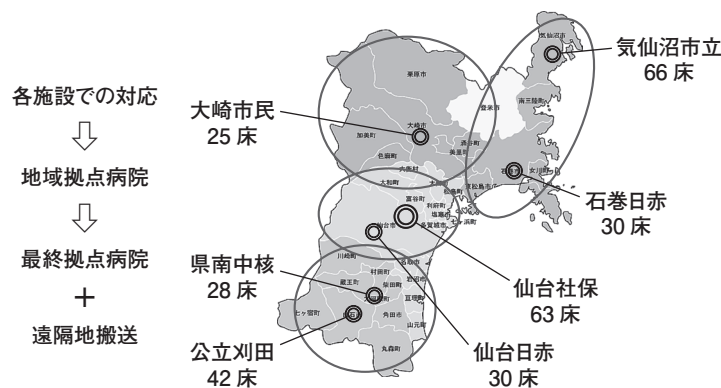 各施設での対応
⇩
地域拠点病院
⇩
最終拠点病院
+
遠隔地搬送
気仙沼市立
66 床
大崎市民
25 床
石巻日赤
30 床
県南中核
28 床
仙台社保
63 床
公立刈田
42 床
仙台日赤
30 床
気仙沼市
栗原市
登米市
南三陸町
大崎市
加美町
涌谷町
美里町
色麻町
女川町
大衡村
大和町
松島町
東松島市
富谷町
利府町
塩竈市
七ヶ浜町
多賀城市
仙台市
川崎町
名取市
村田町
岩沼市
蔵王町
柴田町
亘理町
七ヶ宿町
角田市
山元町
丸森町